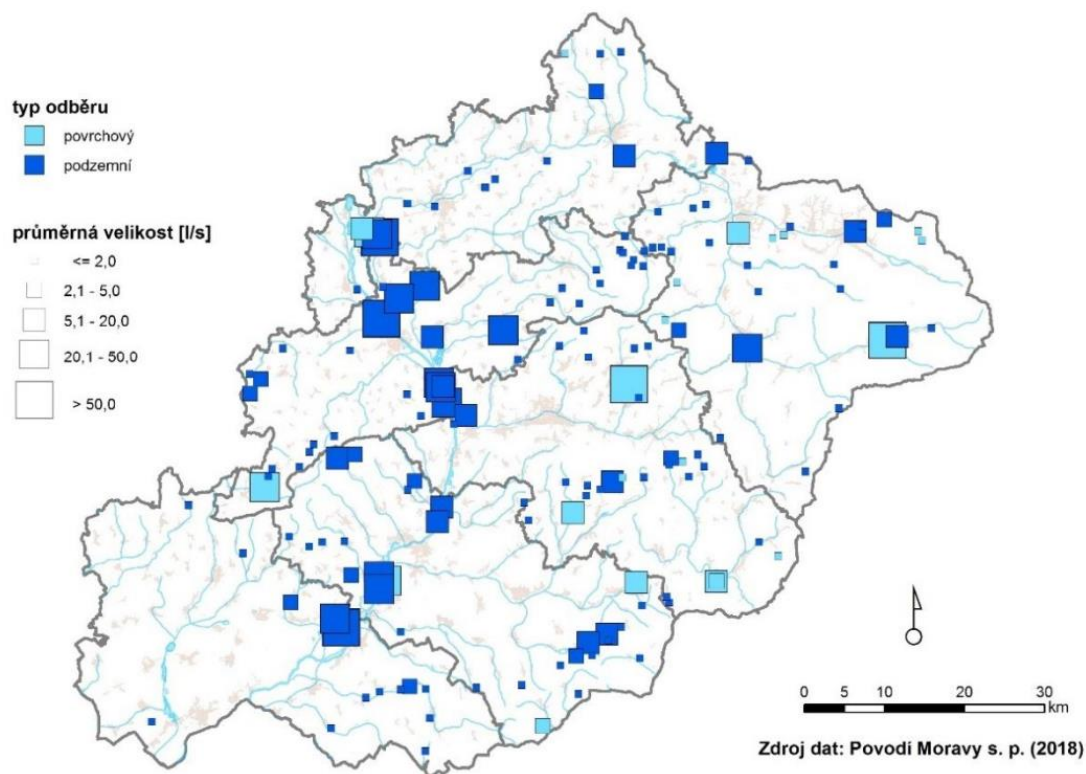 typ odběru
povrchový
podzemní
průměrná velikost [l/s]
<= 2,0
2,1 - 5,0
5,1 - 20,0
20,1 - 50,0
> 50,0
0 5 10 20 30
km
Zdroj dat: Povodí Moravy s. p. (2018)